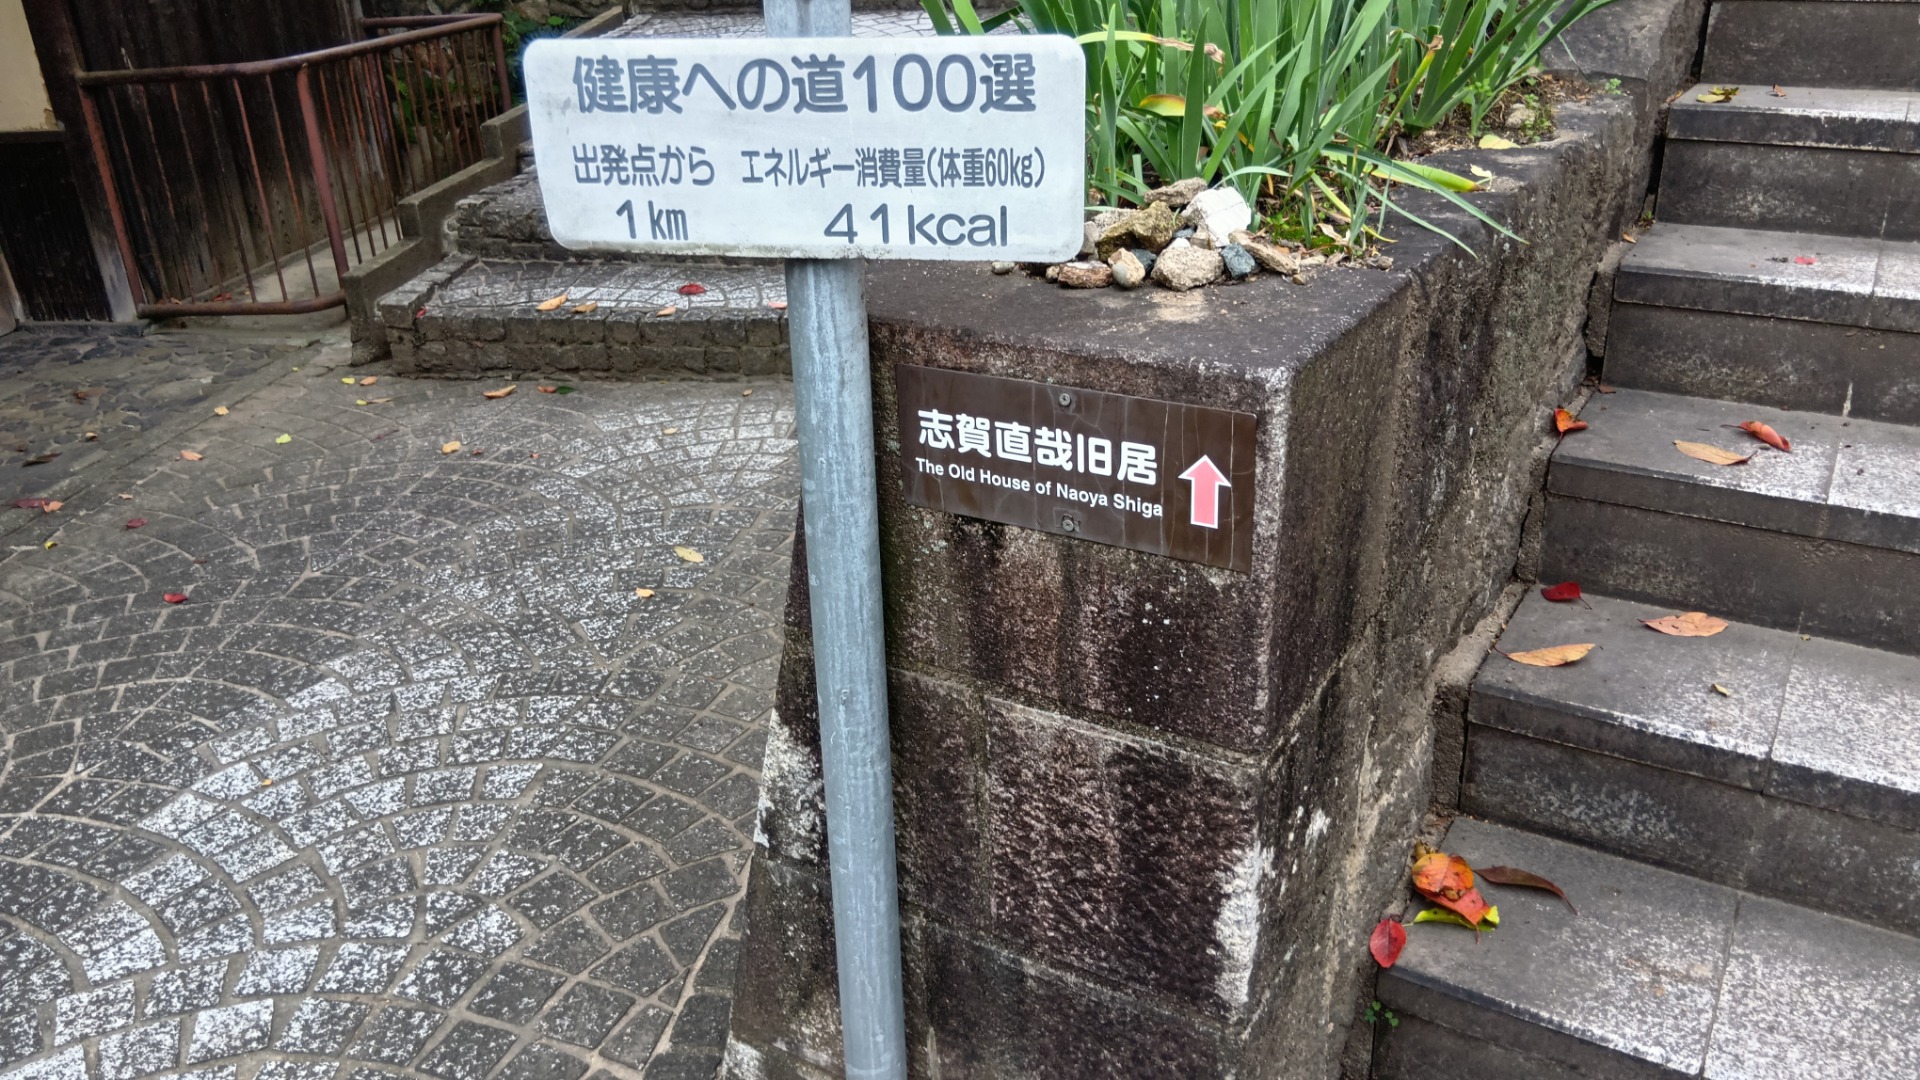 健康への道100選
出発点から エネルギー消費量(体重60kg)
1km 41kcal
志賀直哉旧居
The Old House of Naoya Shiga